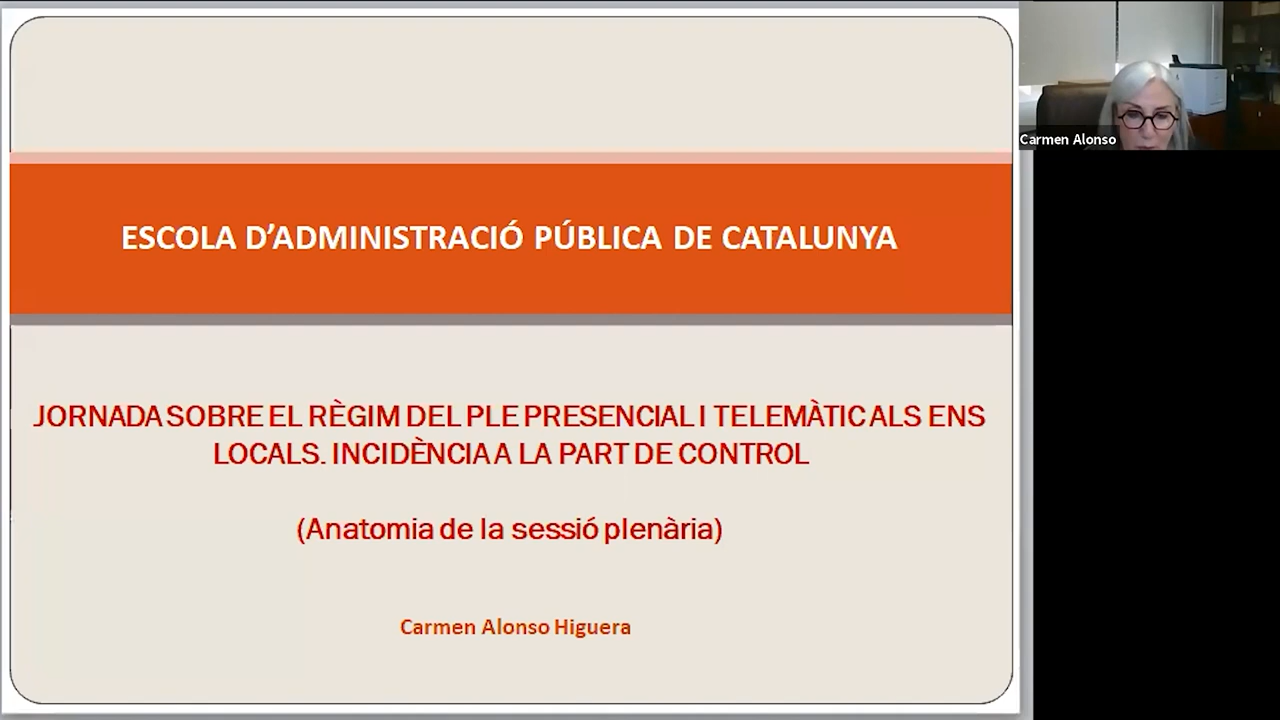 ESCOLA D’ADMINISTRACIÓ PÚBLICA DE CATALUNYA
JORNADA SOBRE EL RÈGIM DEL PLE PRESENCIAL I TELEMÀTIC ALS ENS
LOCALS. INCIDÈNCIA A LA PART DE CONTROL
(Anatomia de la sessió plenària)
Carmen Alonso Higuera
Carmen Alonso